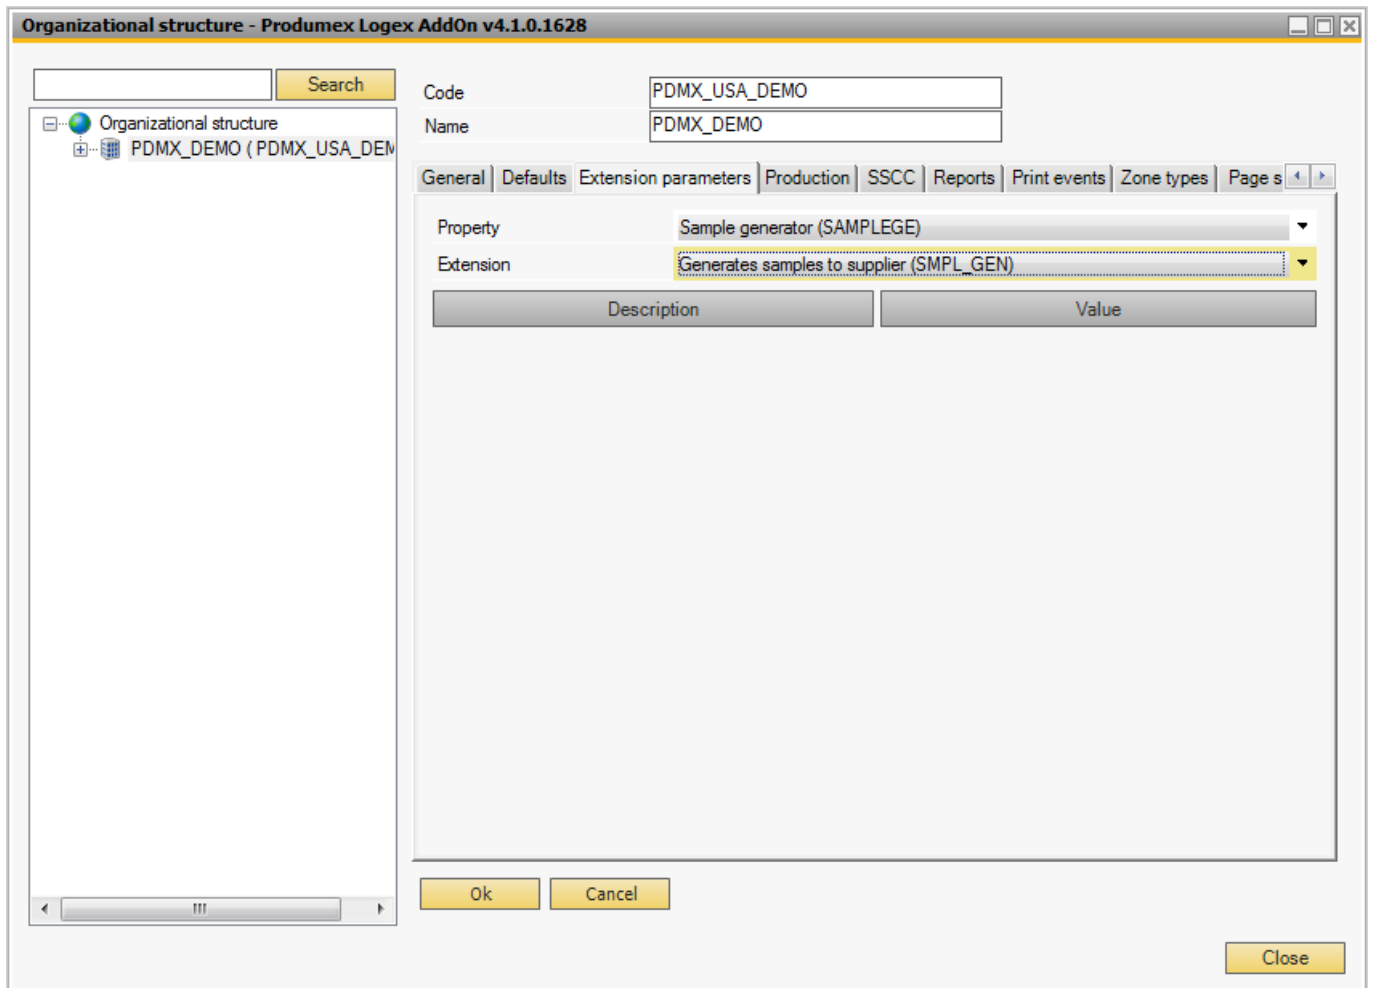 Organizational structure - Produmex Logex AddOn v4.1.0.1628
Search
Organizational structure
PDMX_DEMO ( PDMX_USA_DEM
Code PDMX_USA_DEMO
Name PDMX_DEMO
General Defaults Extension parameters Production SSCC Reports Print events Zone types Page s
Property Sample generator (SAMPLEGE)
Extension Generates samples to supplier (SMPL_GEN)
Description Value
Ok Cancel
Close